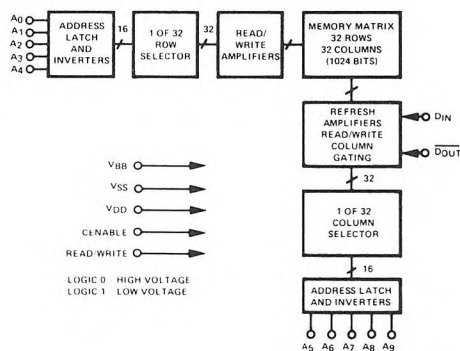 A0
A1
A2
A3
A4
ADDRESS
LATCH
AND
INVERTERS
16
1 OF 32
ROW
SELECTOR
32
READ/
WRITE
AMPLIFIERS
MEMORY MATRIX
32 ROWS
32 COLUMNS
(1024 BITS)
REFRESH
AMPLIFIERS
READ/WRITE
COLUMN
GATING
DIN
DOUT
32
1 OF 32
COLUMN
SELECTOR
16
ADDRESS LATCH
AND INVERTERS
A5 A6 A7 A8 A9
VBB
VSS
VDD
CENABLE
READ/WRITE
LOGIC 0 HIGH VOLTAGE
LOGIC 1 LOW VOLTAGE